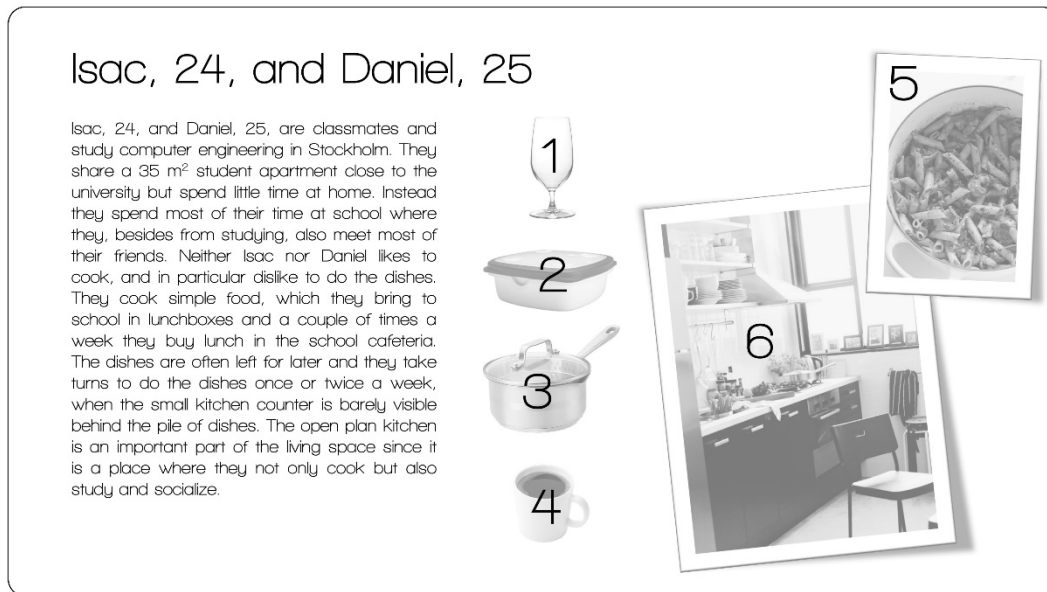 Isac, 24, and Daniel, 25
Isac, 24, and Daniel, 25, are classmates and
study computer engineering in Stockholm. They
share a 35 m² student apartment close to the
university but spend little time at home. Instead
they spend most of their time at school where
they, besides from studying, also meet most of
their friends. Neither Isac nor Daniel likes to
cook, and in particular dislike to do the dishes.
They cook simple food, which they bring to
school in lunchboxes and a couple of times a
week they buy lunch in the school cafeteria.
The dishes are often left for later and they take
turns to do the dishes once or twice a week,
when the small kitchen counter is barely visible
behind the pile of dishes. The open plan kitchen
is an important part of the living space since it
is a place where they not only cook but also
study and socialize.
1
2
3
4
5
6